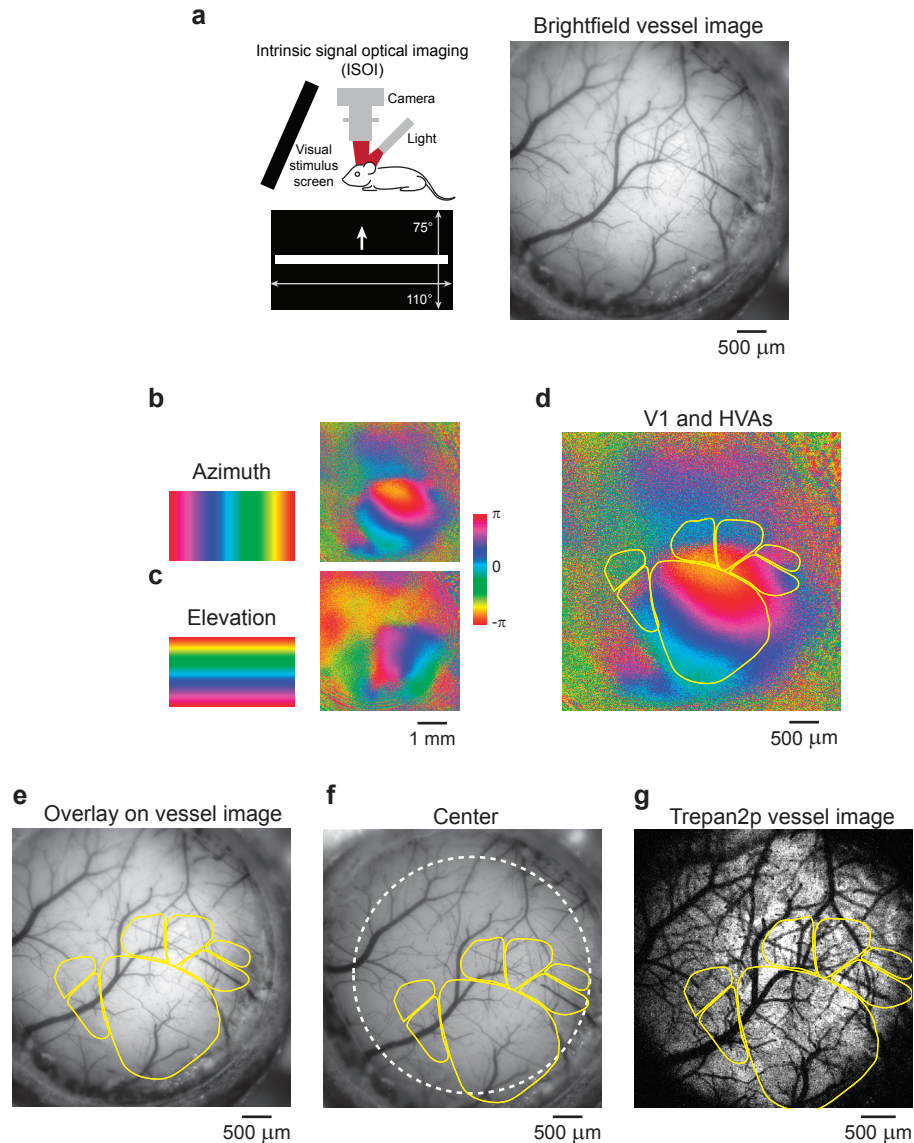 a
Intrinsic signal optical imaging
(ISOI)
Camera
Light
Visual
stimulus
screen
75°
110°
Brightfield vessel image
500 µm
b
Azimuth
π
0
-π
c
Elevation
1 mm
d
V1 and HVAs
500 µm
e
Overlay on vessel image
500 µm
f
Center
500 µm
g
Trepan2p vessel image
500 µm